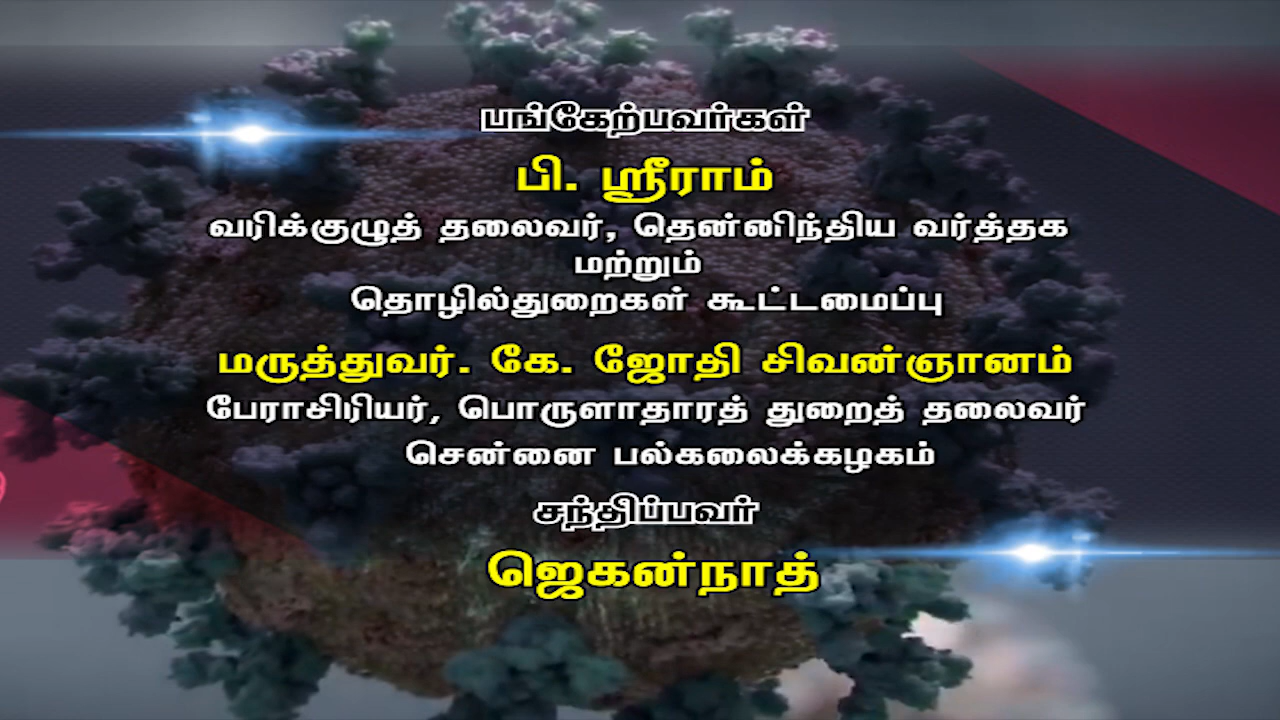 பங்கேற்பவர்கள்
பி. ஸ்ரீராம்
வரிக்குழுத் தலைவர், தென்னிந்திய வர்த்தக
மற்றும்
தொழில்துறைகள் கூட்டமைப்பு
மருத்துவர். கே. ஜோதி சிவன்ஞானம்
பேராசிரியர், பொருளாதாரத் துறைத் தலைவர்
சென்னை பல்கலைக்கழகம்
சந்திப்பவர்
ஜெகன்நாத்